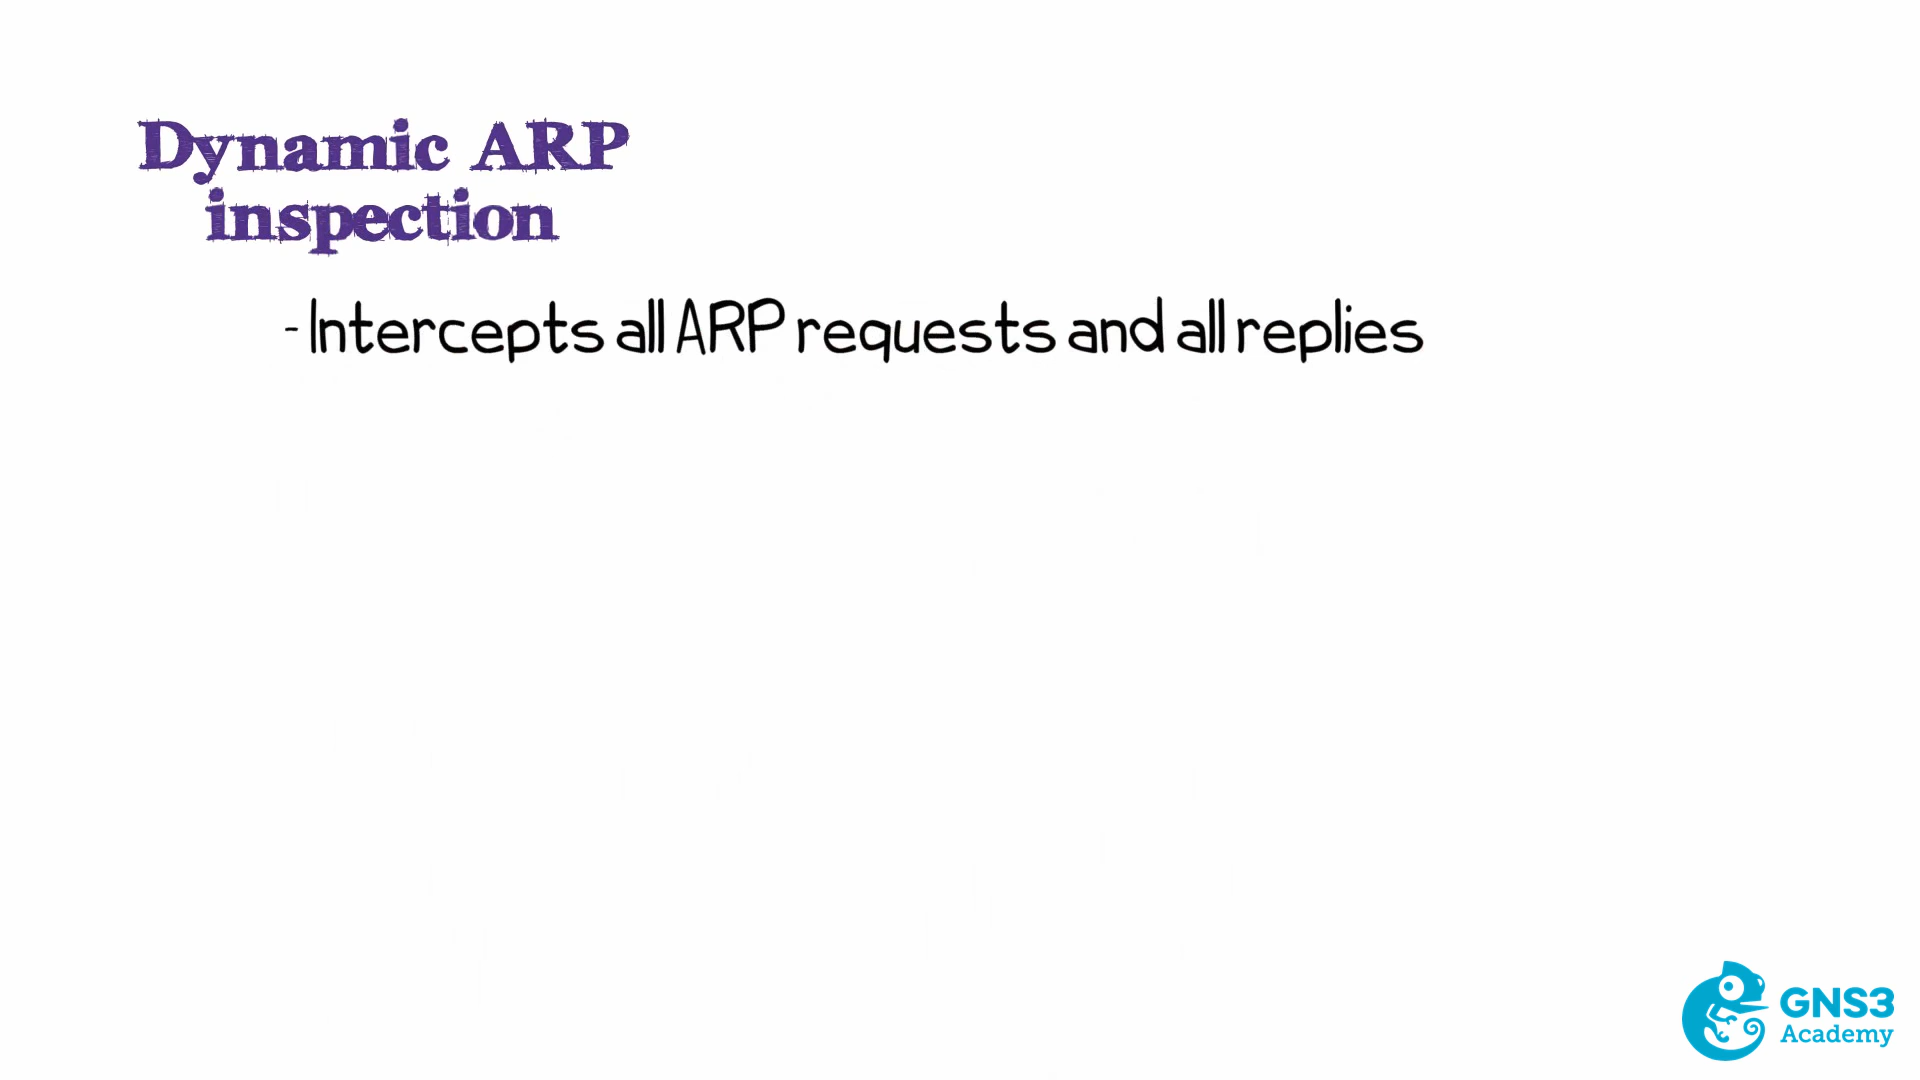 Dynamic ARP
inspection
- Intercepts all ARP requests and all replies
GNS3
Academy